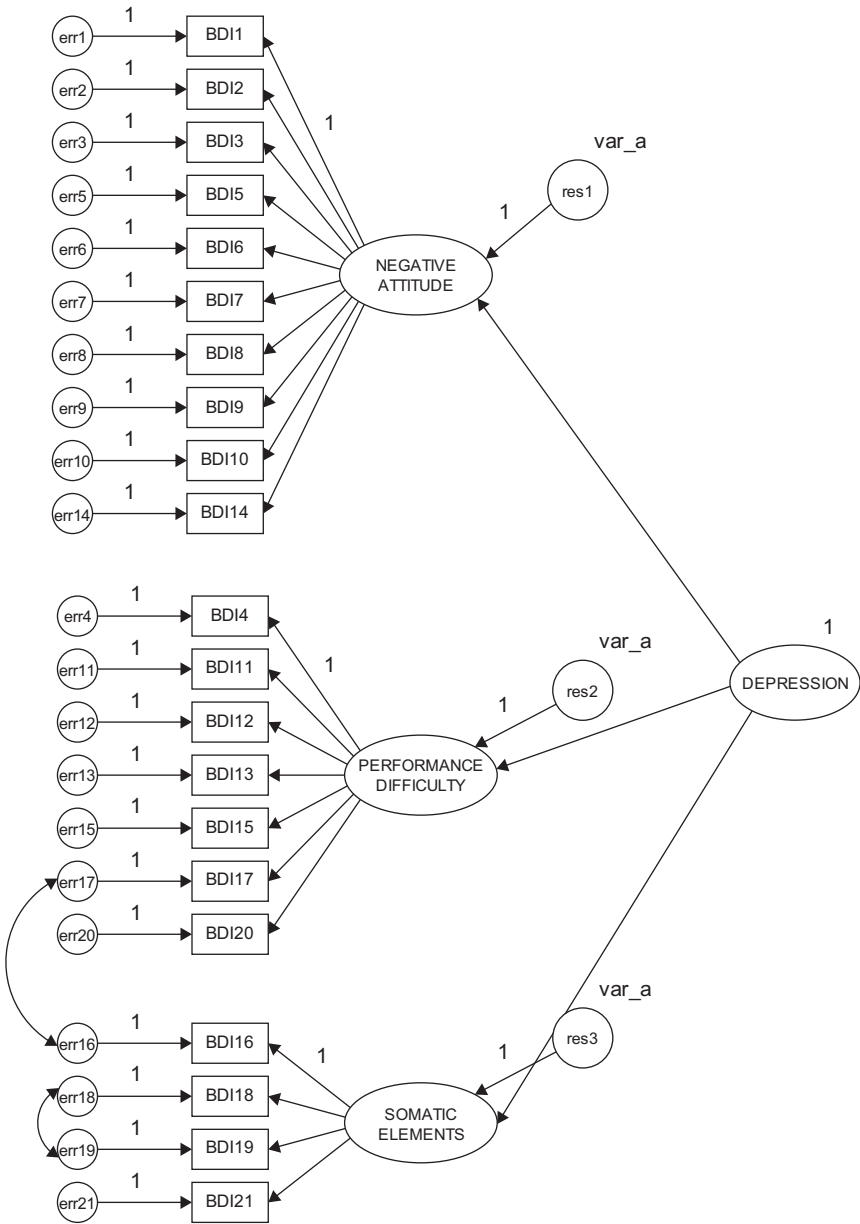 1
err1
BDI1
1
err2
BDI2
1
1
err3
BDI3
var_a
1
err5
BDI5
1
res1
1
err6
BDI6
NEGATIVE
ATTITUDE
1
err7
BDI7
1
err8
BDI8
1
err9
BDI9
1
err10
BDI10
1
err14
BDI14
1
err4
BDI4
1
1
err11
BDI11
var_a
1
DEPRESSION
1
err12
BDI12
1
res2
1
err13
BDI13
PERFORMANCE
DIFFICULTY
1
err15
BDI15
1
err17
BDI17
1
err20
BDI20
var_a
1
err16
BDI16
1
1
res3
1
err18
BDI18
SOMATIC
ELEMENTS
1
err19
BDI19
1
err21
BDI21